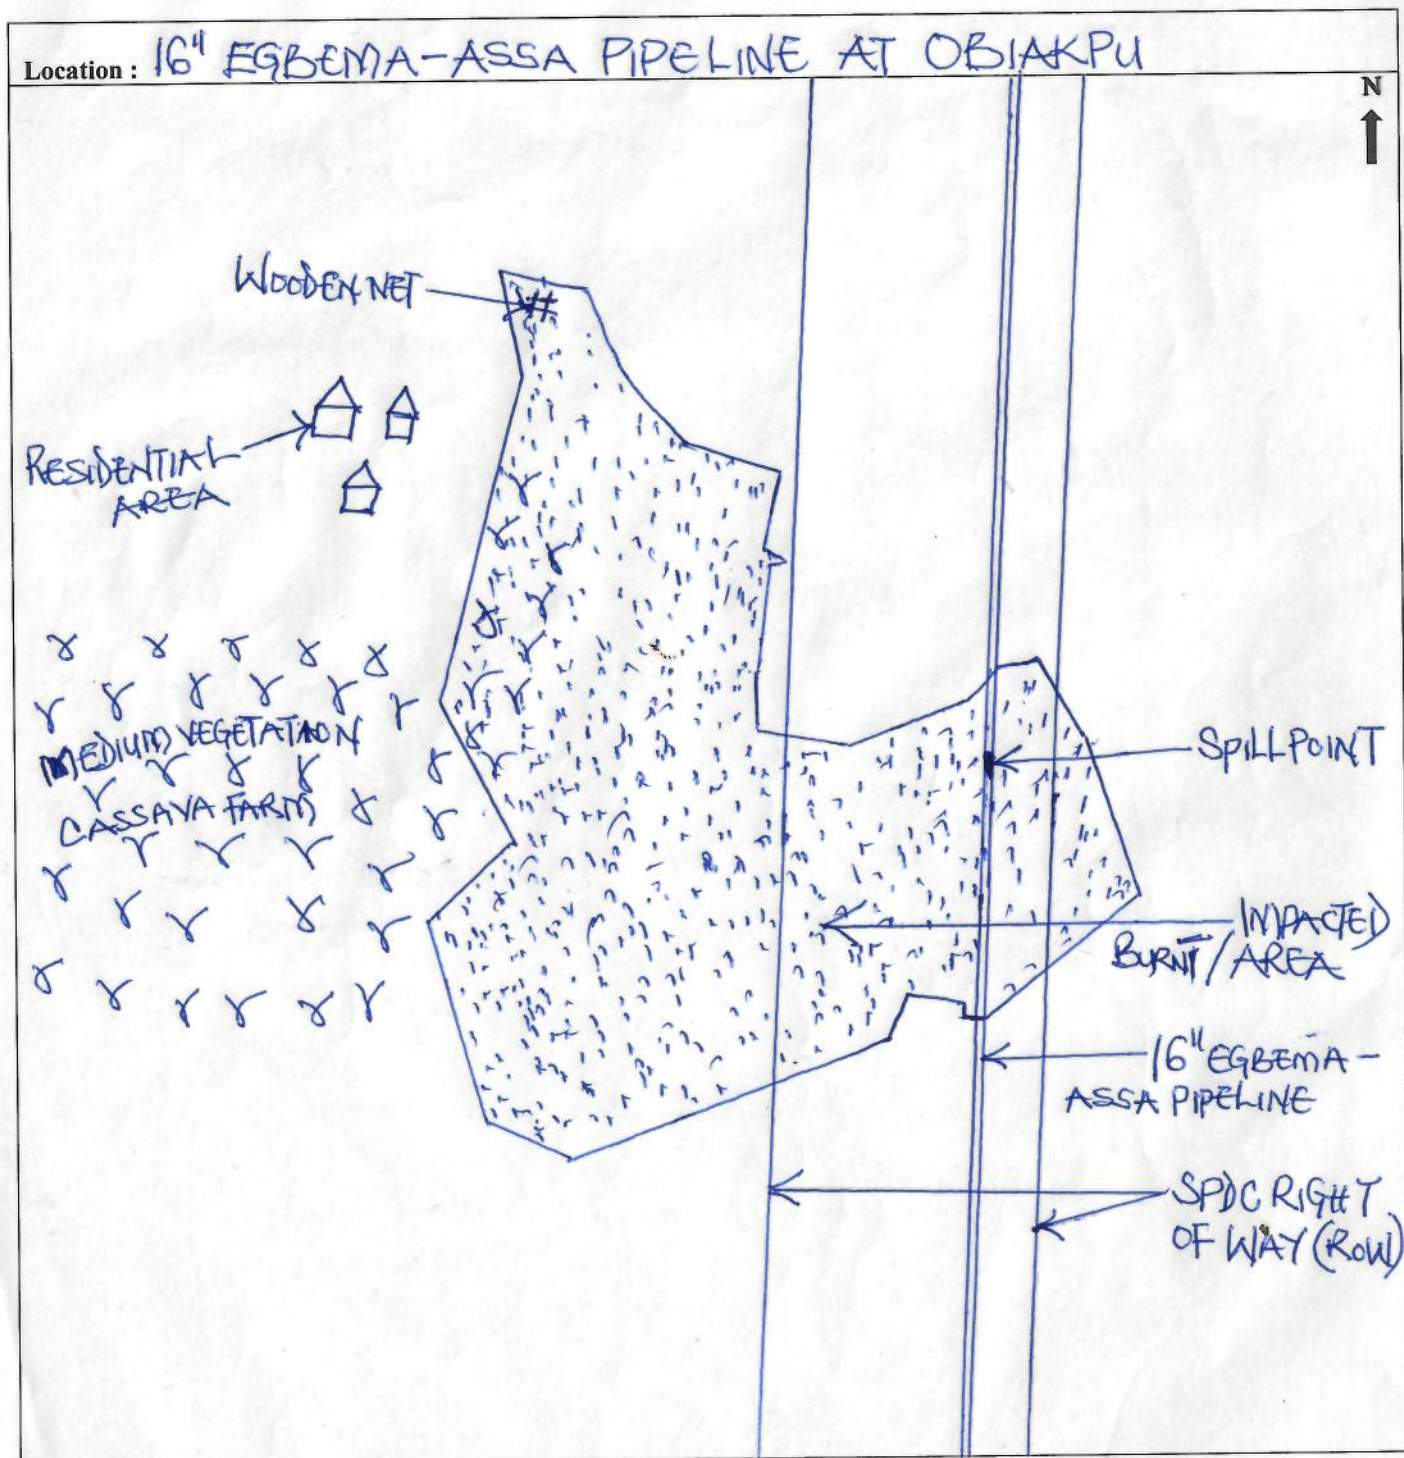 Location : 16" EGBEMA-ASSA PIPELINE AT OBIAKPU
N
WOODEN NET
RESIDENTIAL
AREA
MEDIUM VEGETATION
CASSAVA FARM
SPILLPOINT
IMPACTED
BURNT/AREA
16" EGBEMA-
ASSA PIPELINE
SPDC RIGHT
OF WAY (ROW)